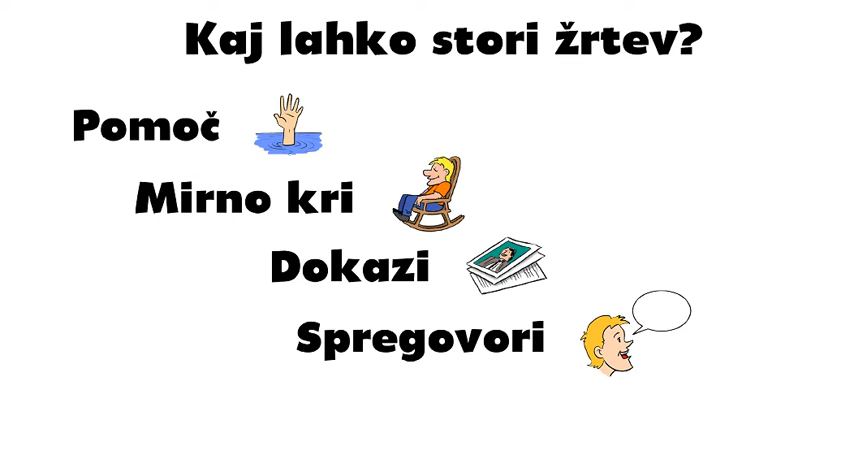 Kaj lahko stori žrtev?
Pomoč
Mirno kri
Dokazi
Spregovori